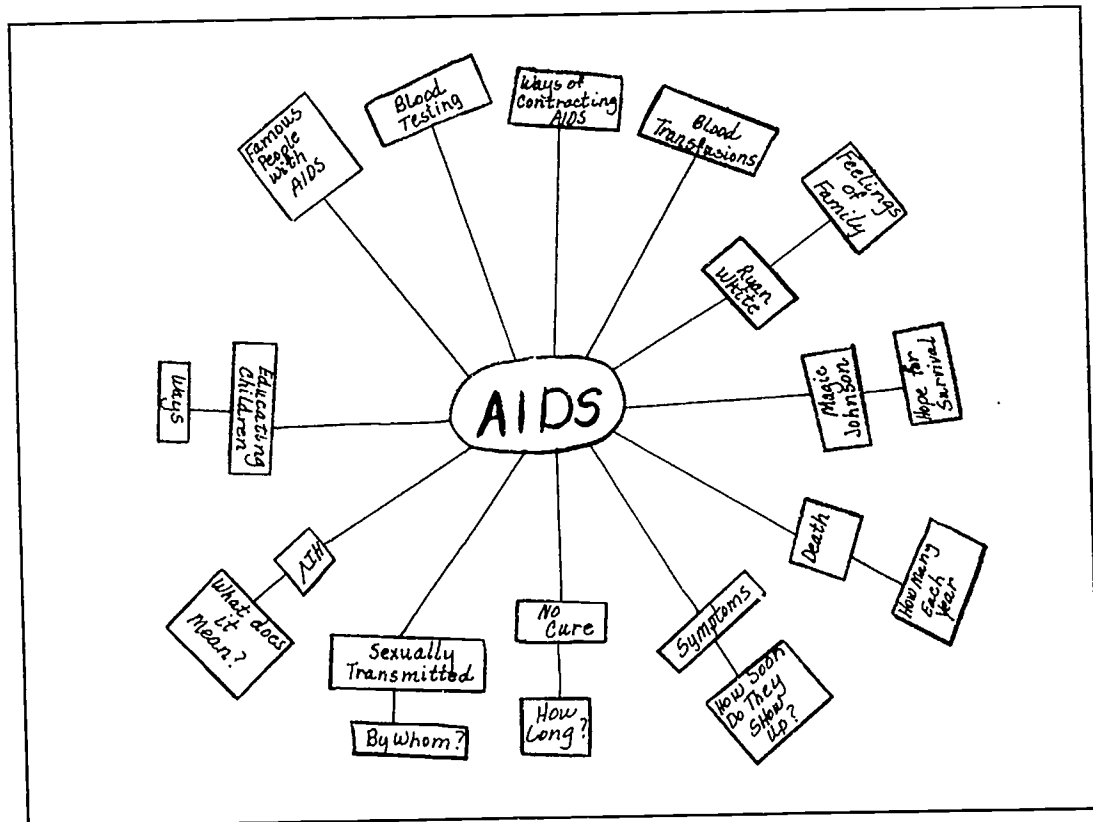 Famous
People
With
AIDS
Blood
Testing
Ways of
Contracting
AIDS
Blood
Transfusions
Ryan
White
Feelings
of
Family
Magic
Johnson
Hope for
Survival
AIDS
Educating
Children
Ways
Death
How Many
Each
Year
HIV
What does
it
Mean?
Sexually
Transmitted
By Whom?
No
Cure
How
Long?
Symptoms
How Soon
Do They
Show
Up?